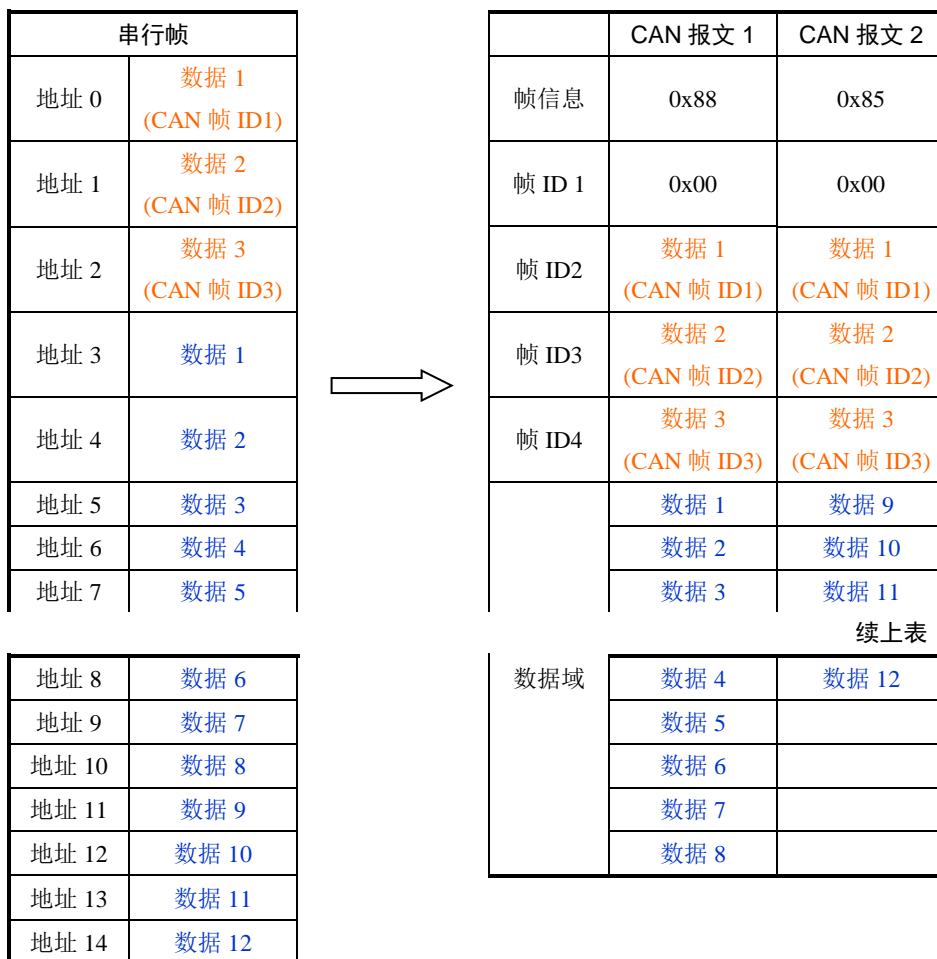 串行帧
地址 0
数据 1
(CAN 帧 ID1)
地址 1
数据 2
(CAN 帧 ID2)
地址 2
数据 3
(CAN 帧 ID3)
地址 3
数据 1
地址 4
数据 2
地址 5
数据 3
地址 6
数据 4
地址 7
数据 5
地址 8
数据 6
地址 9
数据 7
地址 10
数据 8
地址 11
数据 9
地址 12
数据 10
地址 13
数据 11
地址 14
数据 12
CAN 报文 1
CAN 报文 2
帧信息
0x88
0x85
帧 ID 1
0x00
0x00
帧 ID2
数据 1
(CAN 帧 ID1)
数据 1
(CAN 帧 ID1)
帧 ID3
数据 2
(CAN 帧 ID2)
数据 2
(CAN 帧 ID2)
帧 ID4
数据 3
(CAN 帧 ID3)
数据 3
(CAN 帧 ID3)
数据 1
数据 9
数据 2
数据 10
数据 3
数据 11
续上表
数据域
数据 4
数据 12
数据 5
数据 6
数据 7
数据 8